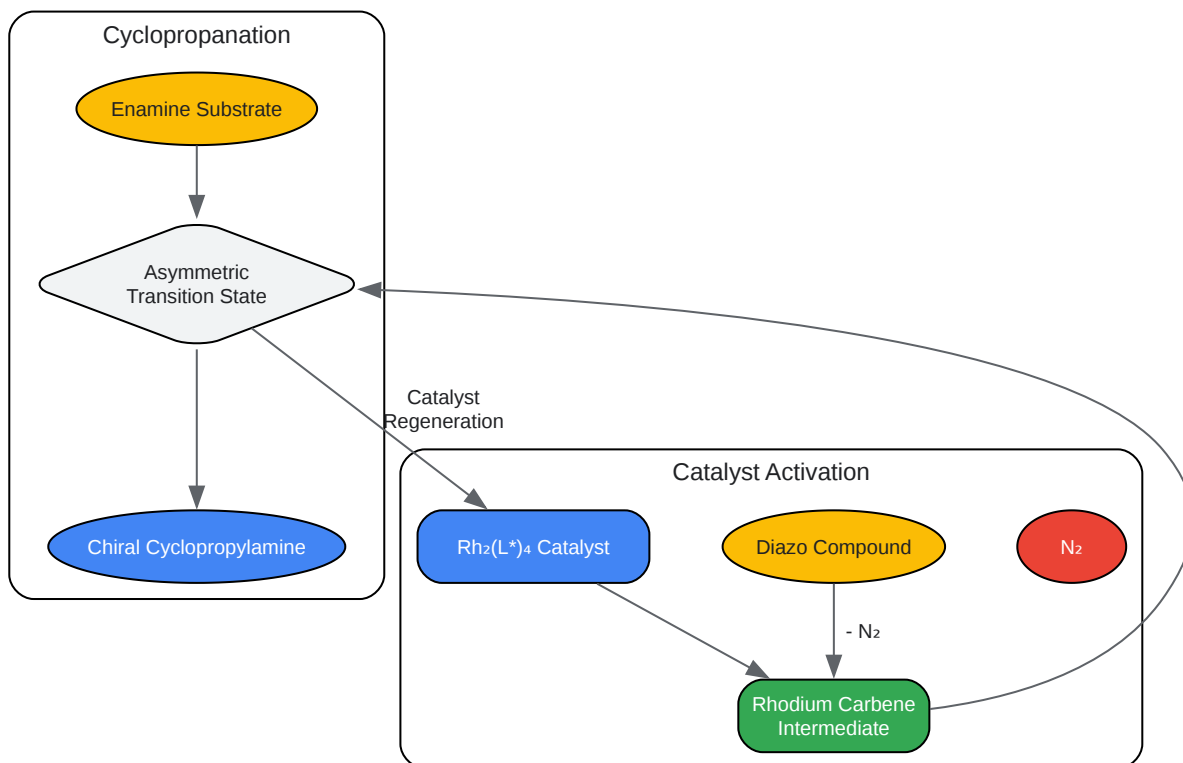 Cyclopropanation
Enamine Substrate
Asymmetric
Transition State
Catalyst
Regeneration
Chiral Cyclopropylamine
Catalyst Activation
Rh₂(L*)₄ Catalyst
Diazo Compound
N₂
- N₂
Rhodium Carbene
Intermediate